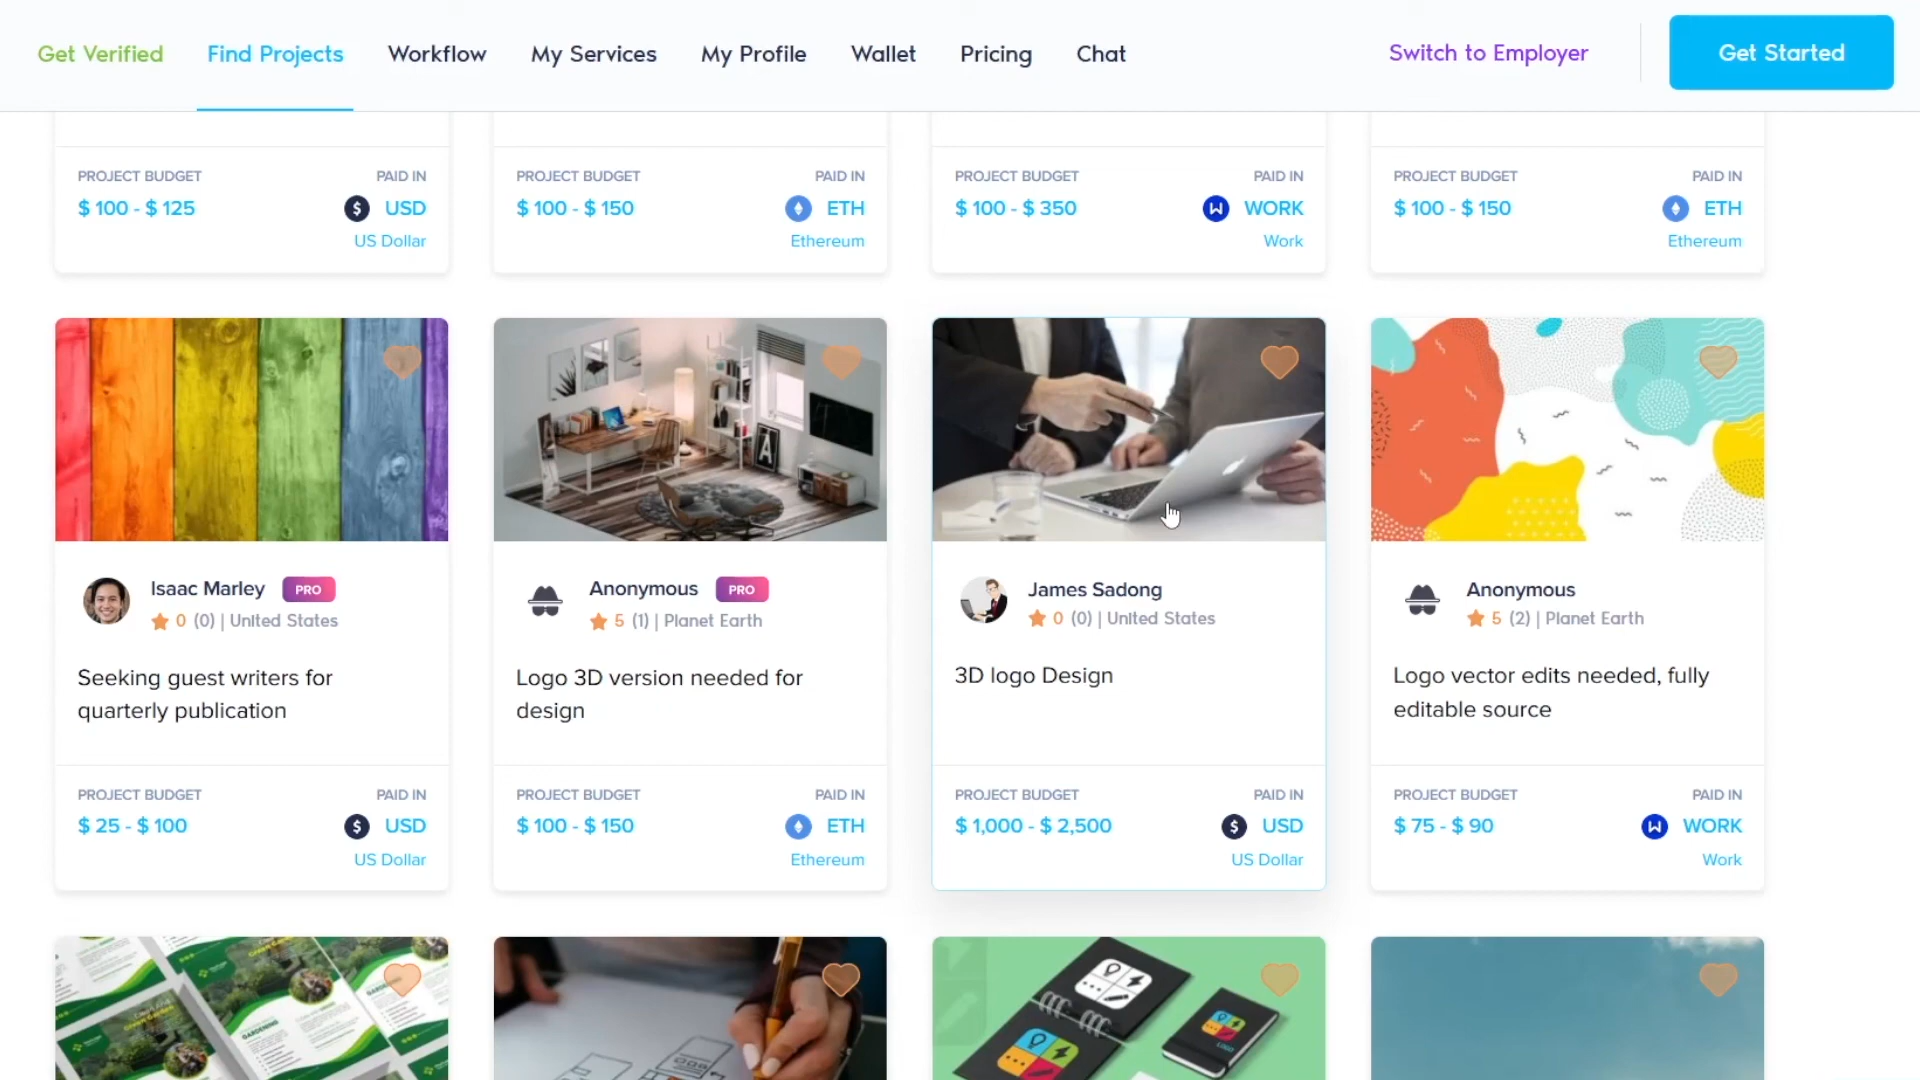 Get Verified Find Projects Workflow My Services My Profile Wallet Pricing Chat Switch to Employer Get Started
PROJECT BUDGET PAID IN PROJECT BUDGET PAID IN PROJECT BUDGET PAID IN PROJECT BUDGET PAID IN
$ 100 - $ 125 $ USD $ 100 - $ 150 ETH $ 100 - $ 350 W WORK $ 100 - $ 150 ETH
US Dollar Ethereum Work Ethereum
Isaac Marley PRO Anonymous PRO James Sadong Anonymous
0 (0) | United States 5 (1) | Planet Earth 0 (0) | United States 5 (2) | Planet Earth
Seeking guest writers for Logo 3D version needed for 3D logo Design Logo vector edits needed, fully
quarterly publication design editable source
PROJECT BUDGET PAID IN PROJECT BUDGET PAID IN PROJECT BUDGET PAID IN PROJECT BUDGET PAID IN
$ 25 - $ 100 $ USD $ 100 - $ 150 ETH $ 1,000 - $ 2,500 $ USD $ 75 - $ 90 W WORK
US Dollar Ethereum US Dollar Work
GARDENING
LOGO